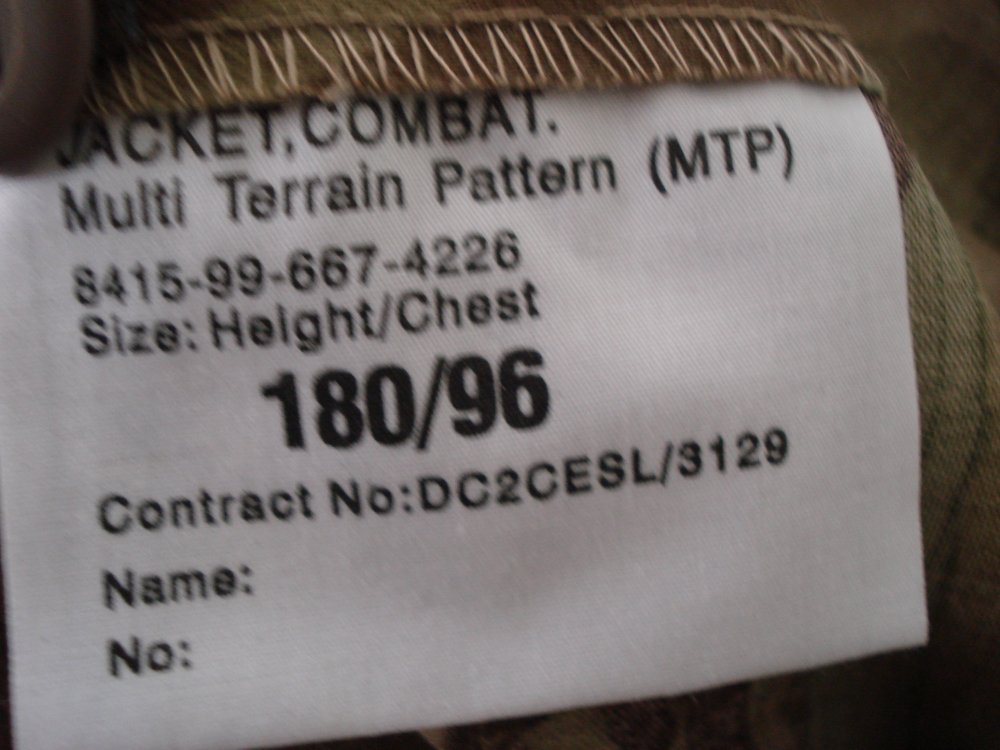 JACKET,COMBAT.
Multi Terrain Pattern (MTP)
8415-99-667-4226
Size: Height/Chest
180/96
Contract No:DC2CESL/3129
Name:
No: